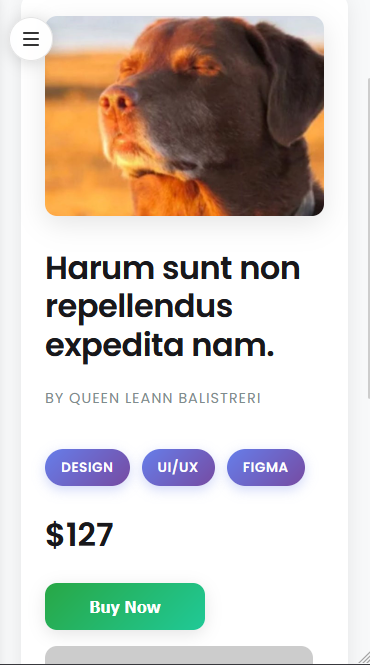 Harum sunt non
repellendus
expedita nam.
BY QUEEN LEANN BALISTRERI
DESIGN UI/UX FIGMA
$127
Buy Now